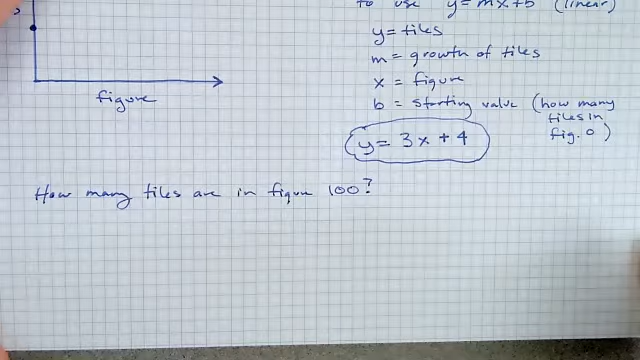 to use y = mx + b (linear)
y = tiles
m = growth of tiles
x = figure
b = starting value (how many
tiles in
fig. 0)
y = 3x + 4
figure
How many tiles are in figure 100?